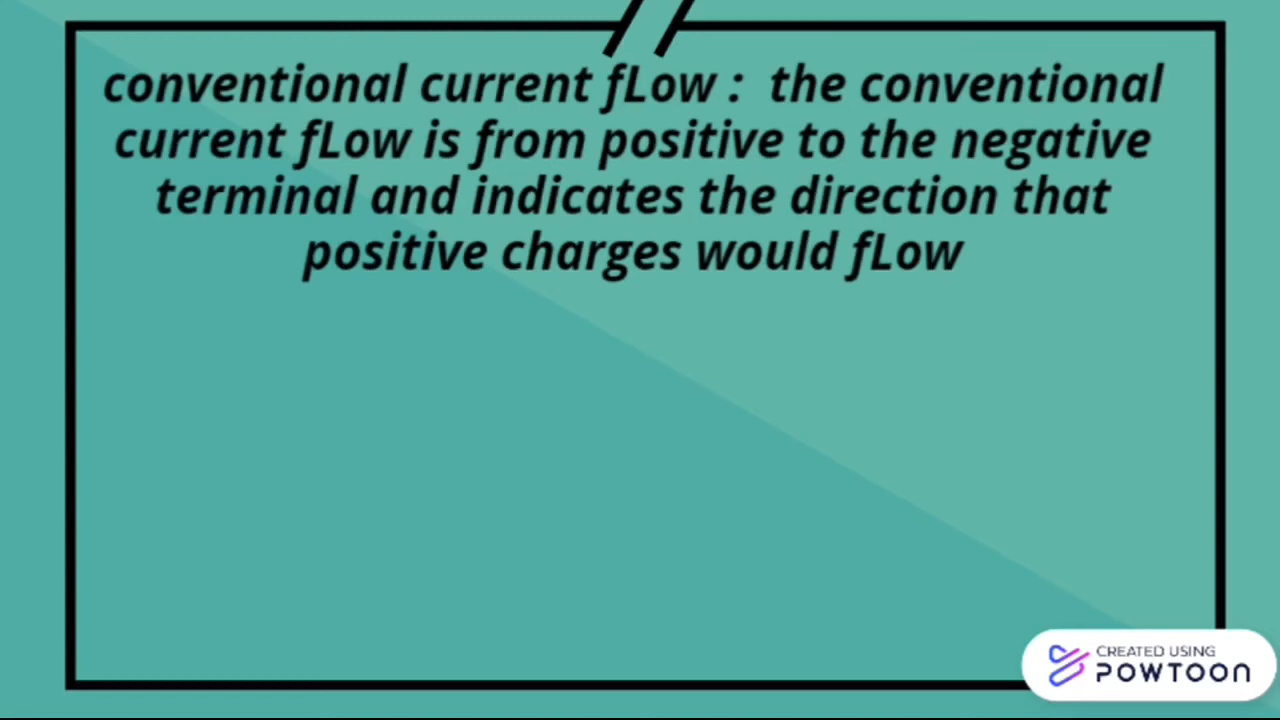 conventional current fLow : the conventional
current fLow is from positive to the negative
terminal and indicates the direction that
positive charges would fLow
CREATED USING
POWTOON